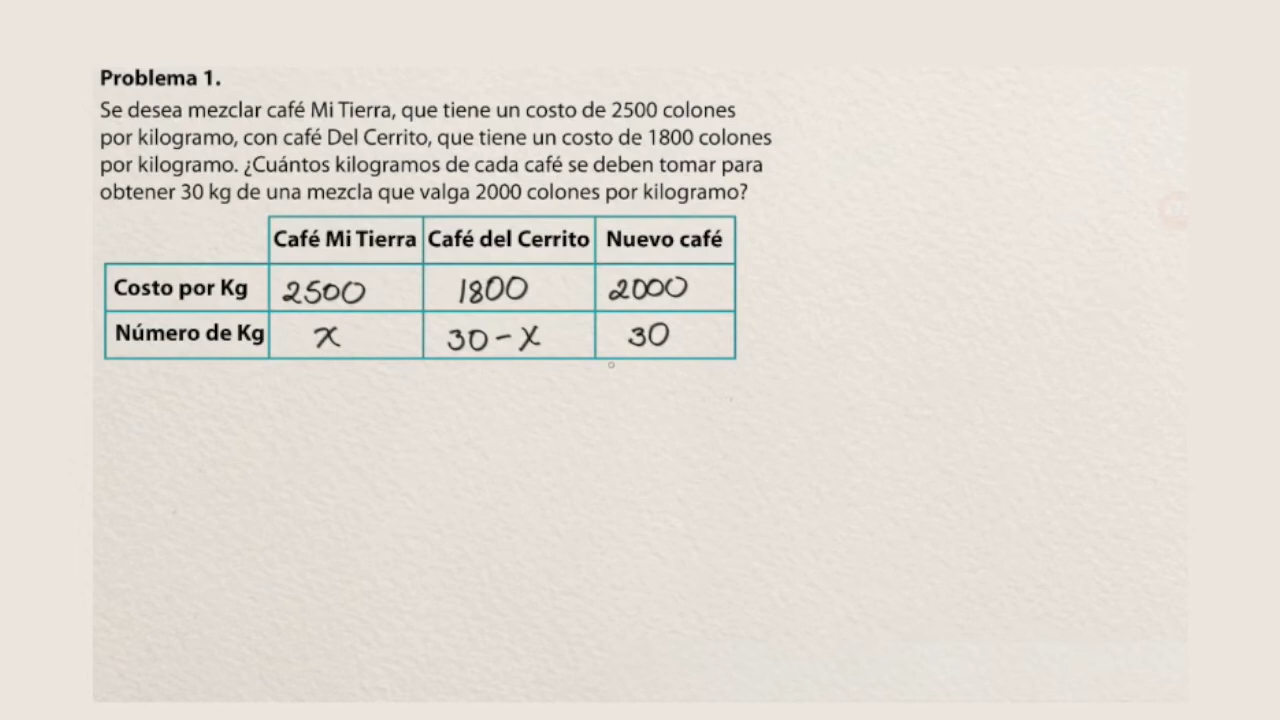 Problema 1.
Se desea mezclar café Mi Tierra, que tiene un costo de 2500 colones
por kilogramo, con café Del Cerrito, que tiene un costo de 1800 colones
por kilogramo. ¿Cuántos kilogramos de cada café se deben tomar para
obtener 30 kg de una mezcla que valga 2000 colones por kilogramo?
Café Mi Tierra Café del Cerrito Nuevo café
Costo por Kg 2500 1800 2000
Número de Kg x 30-x 30